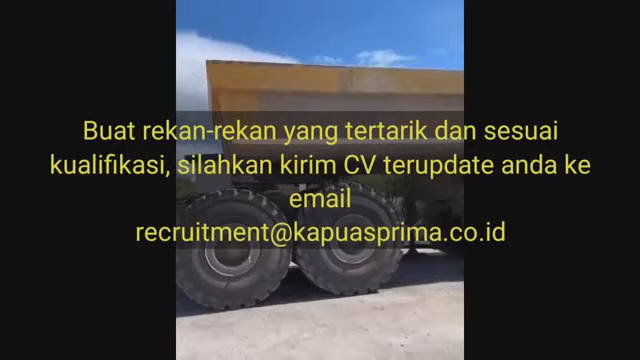 Buat rekan-rekan yang tertarik dan sesuai
kualifikasi, silahkan kirim CV terupdate anda ke
email
recruitment@kapuasprima.co.id